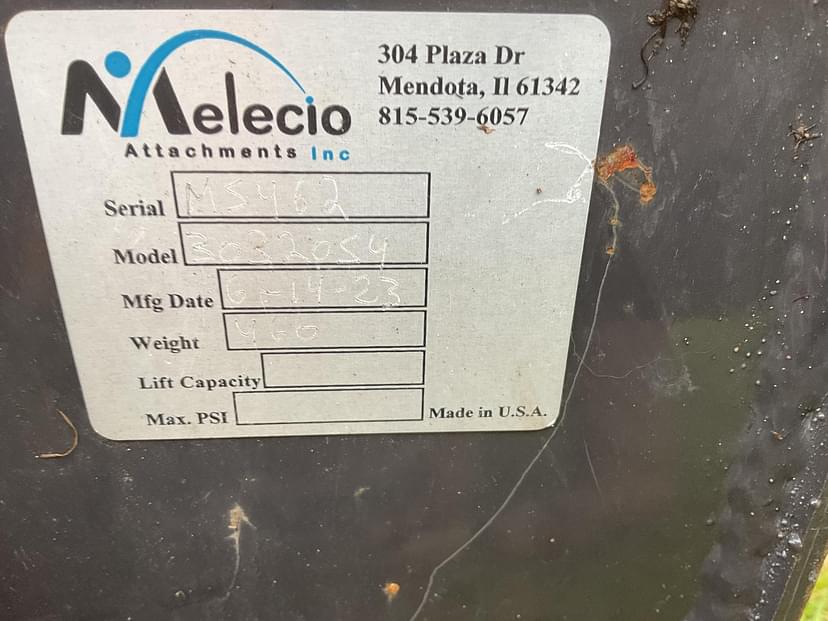 Melecio
Attachments Inc
304 Plaza Dr
Mendota, Il 61342
815-539-6057
Serial MS462
Model 3032054
Mfg Date 6-14-23
Weight 460
Lift Capacity
Max. PSI
Made in U.S.A.